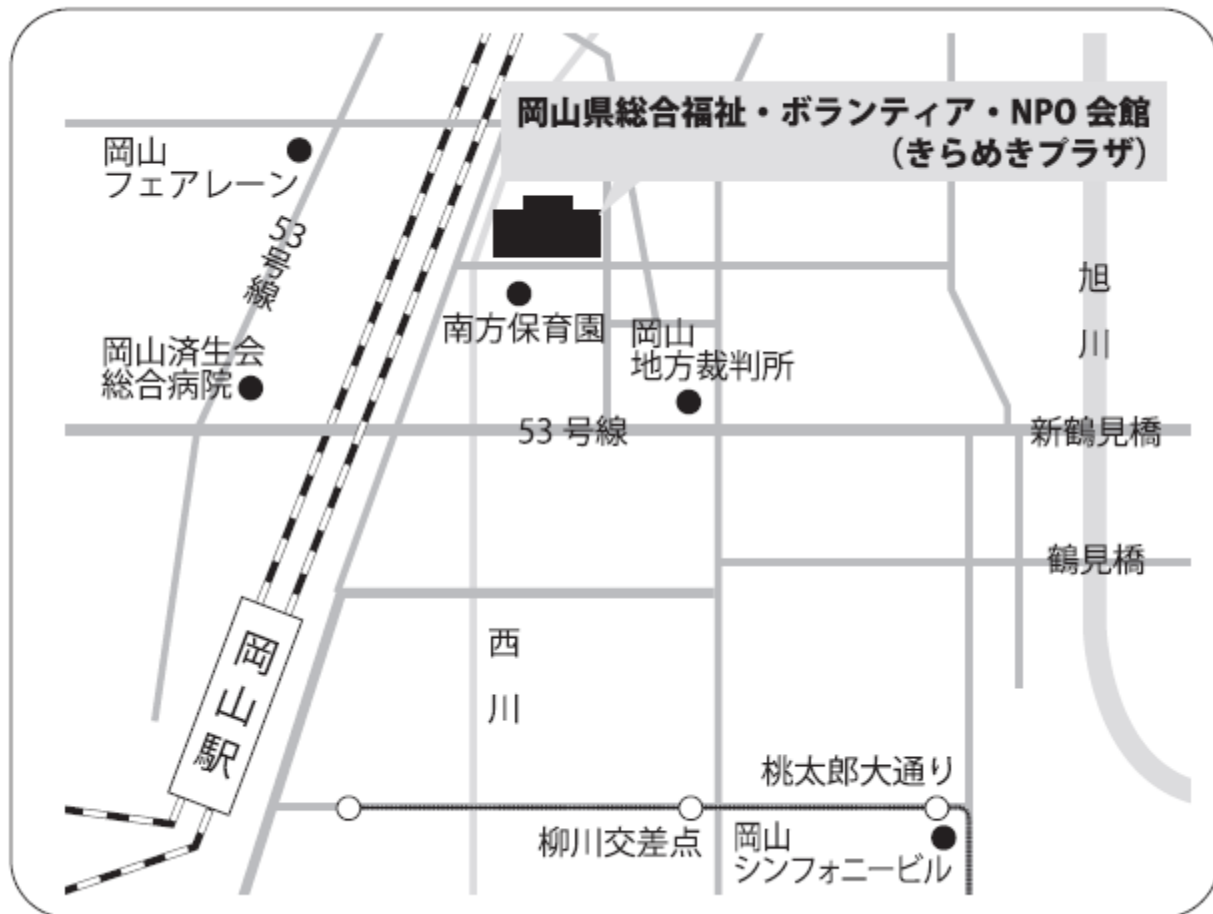 岡山県総合福祉・ボランティア・NPO 会館
（きらめきプラザ）
岡山
フェアレーン
53号線
旭川
南方保育園
岡山
地方裁判所
岡山済生会
総合病院
53 号線
新鶴見橋
鶴見橋
西川
岡山駅
桃太郎大通り
柳川交差点
岡山
シンフォニービル